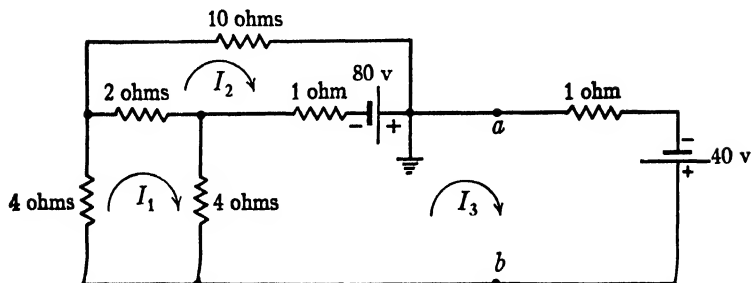 10 ohms
I₂
80 v
2 ohms
1 ohm
1 ohm
−
+
a
−
40 v
+
4 ohms
I₁
4 ohms
I₃
b